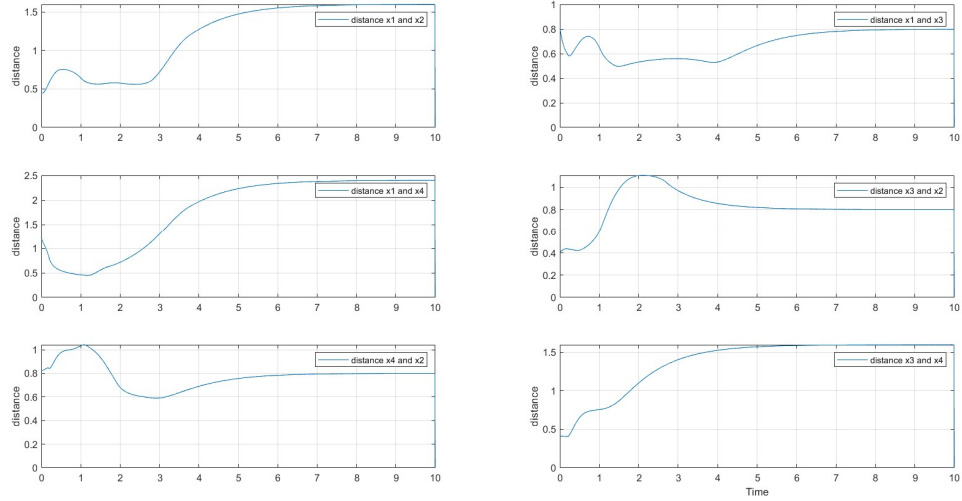 distance
1.5
1
0.5
0
distance x1 and x2
0 1 2 3 4 5 6 7 8 9 10
distance
1
0.8
0.6
0.4
0.2
0
distance x1 and x3
0 1 2 3 4 5 6 7 8 9 10
distance
2.5
2
1.5
1
0.5
0
distance x1 and x4
0 1 2 3 4 5 6 7 8 9 10
distance
1
0.8
0.6
0.4
0.2
0
distance x3 and x2
0 1 2 3 4 5 6 7 8 9 10
distance
1
0.8
0.6
0.4
0.2
0
distance x4 and x2
0 1 2 3 4 5 6 7 8 9 10
distance
1.5
1
0.5
0
distance x3 and x4
0 1 2 3 4 5 6 7 8 9 10
Time